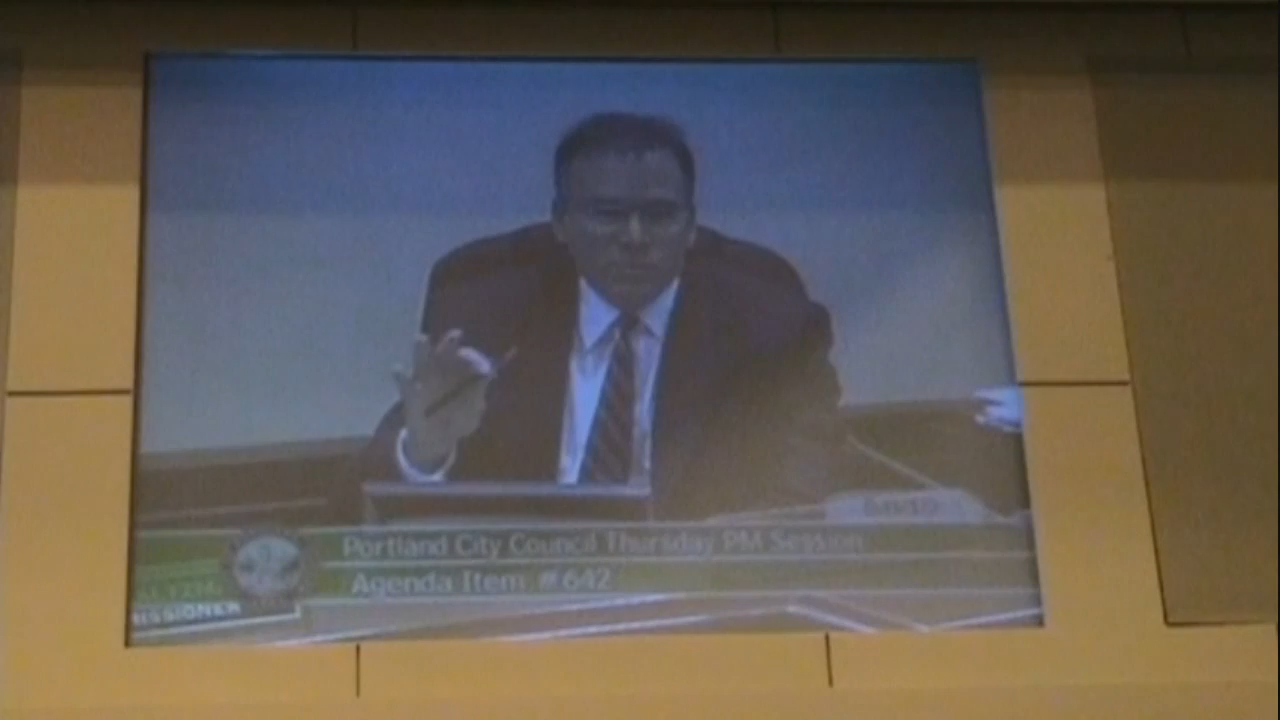 Portland City Council Thursday PM Session
Agenda Item #642